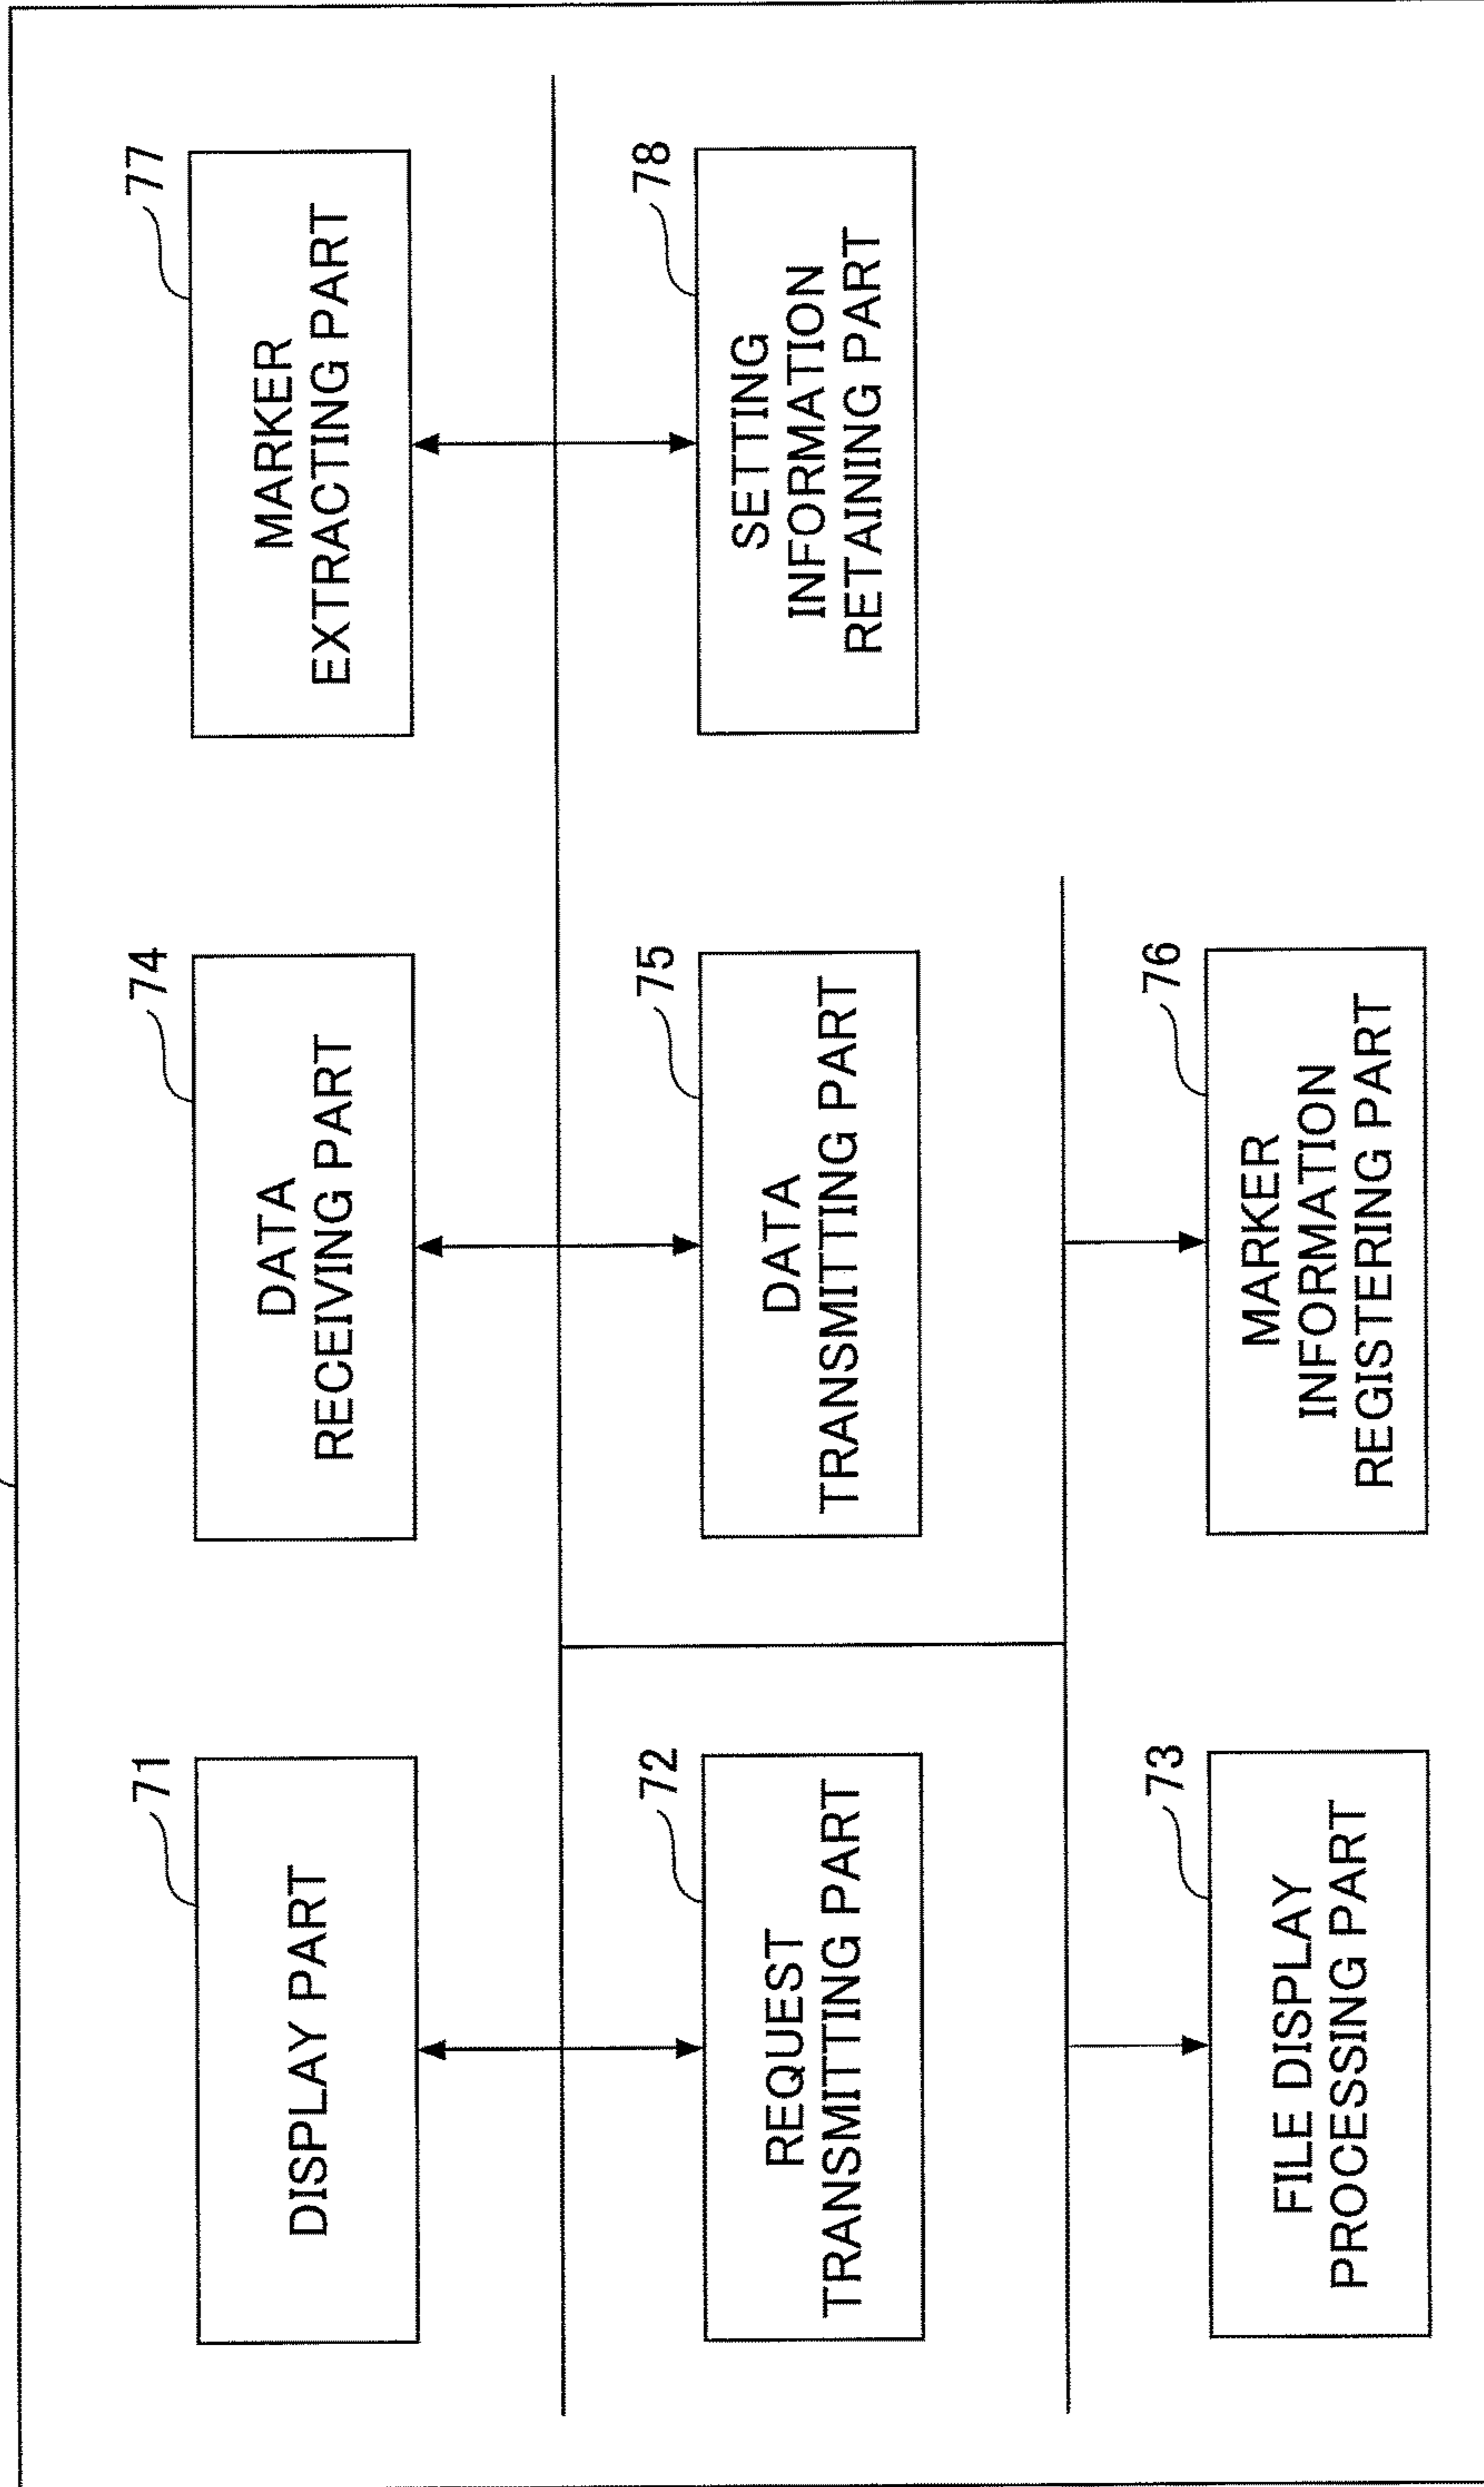 71
DISPLAY PART
74
DATA
RECEIVING PART
77
MARKER
EXTRACTING PART
72
REQUEST
TRANSMITTING PART
75
DATA
TRANSMITTING PART
78
SETTING
INFORMATION
RETAINING PART
73
FILE DISPLAY
PROCESSING PART
76
MARKER
INFORMATION
REGISTERING PART